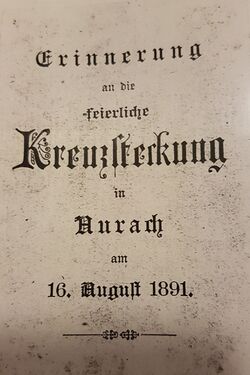 Erinnerung
an die
feierliche
Kreuzsteckung
in
Aurach
am
16. August 1891.